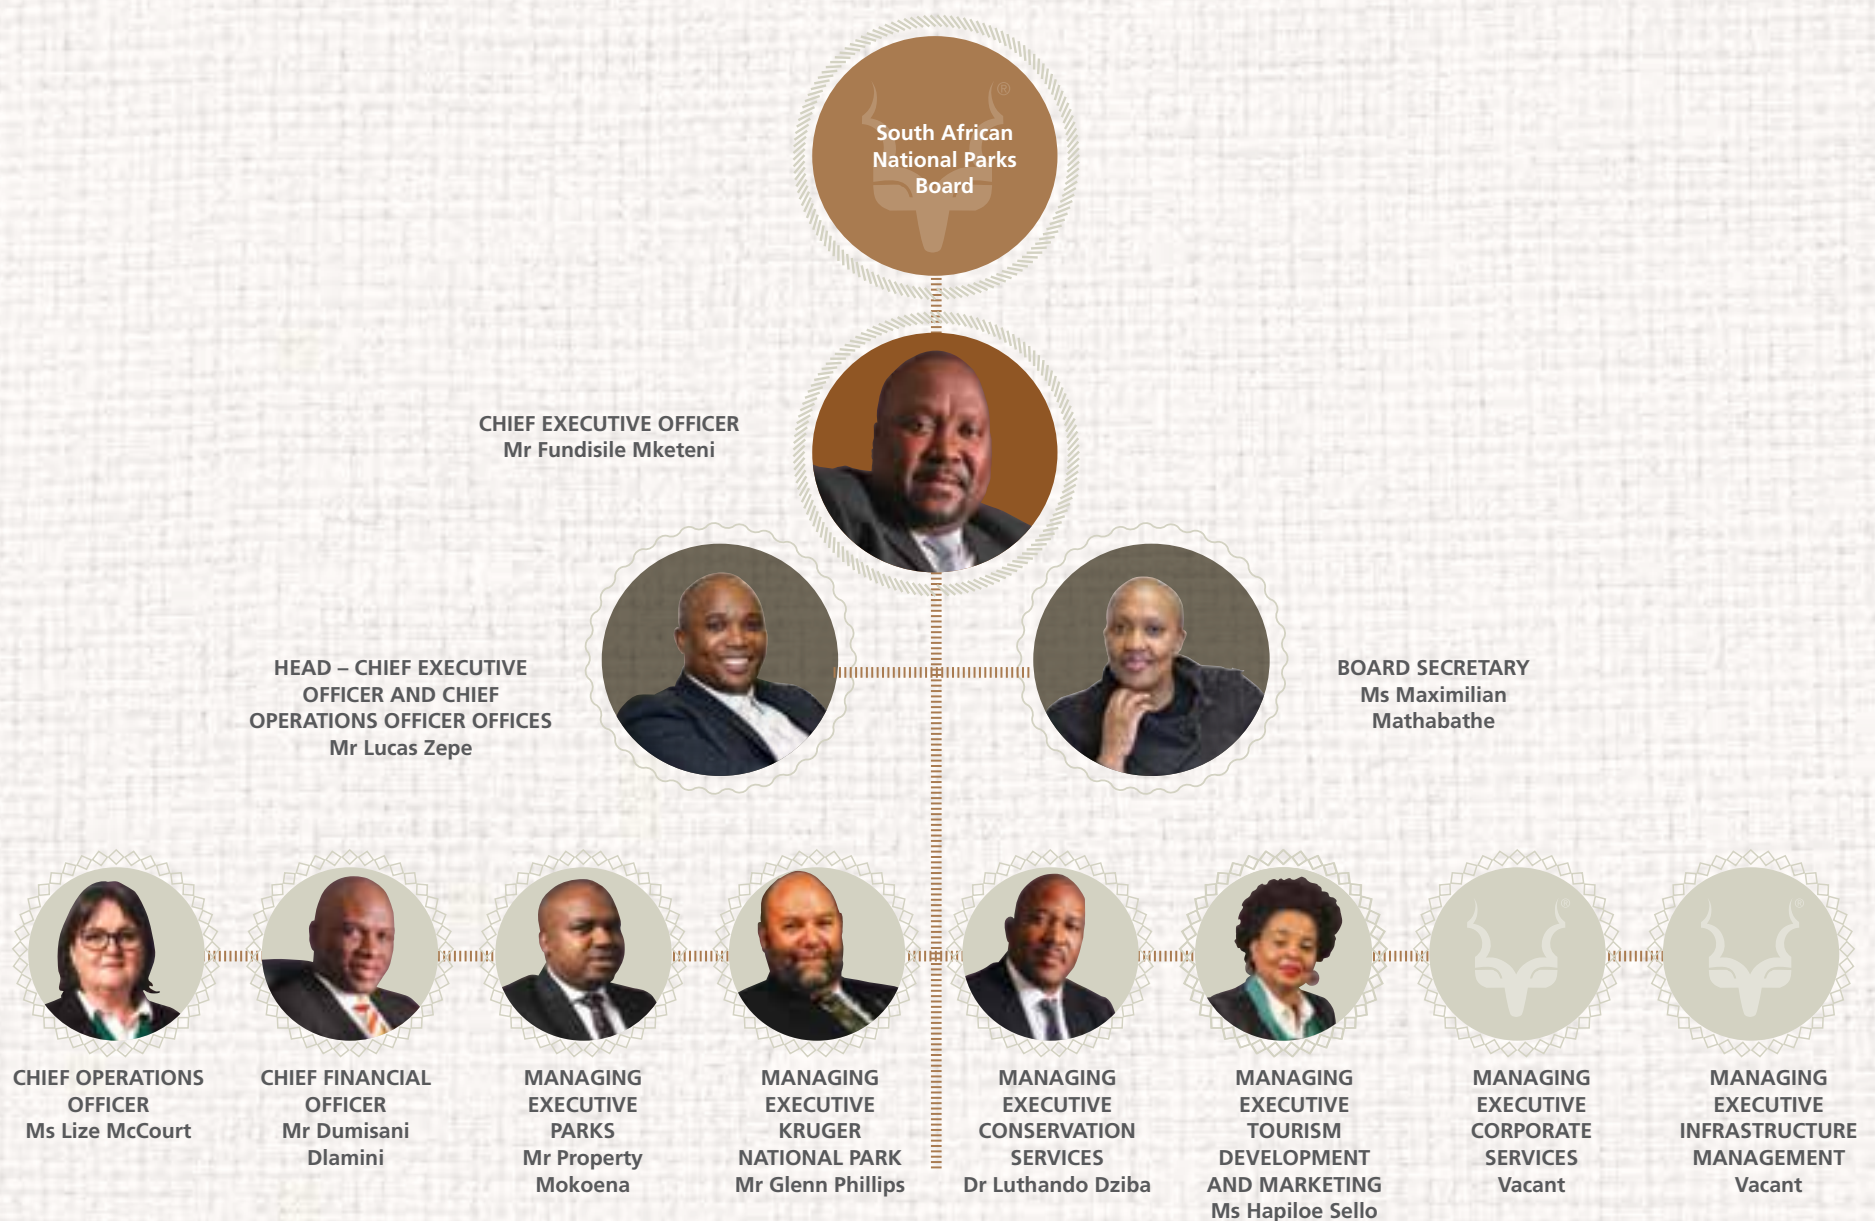 ®
South African
National Parks
Board
CHIEF EXECUTIVE OFFICER
Mr Fundisile Mketeni
HEAD – CHIEF EXECUTIVE
OFFICER AND CHIEF
OPERATIONS OFFICER OFFICES
Mr Lucas Zepe
BOARD SECRETARY
Ms Maximilian
Mathabathe
®
®
CHIEF OPERATIONS
OFFICER
Ms Lize McCourt
CHIEF FINANCIAL
OFFICER
Mr Dumisani
Dlamini
MANAGING
EXECUTIVE
PARKS
Mr Property
Mokoena
MANAGING
EXECUTIVE
KRUGER
NATIONAL PARK
Mr Glenn Phillips
MANAGING
EXECUTIVE
CONSERVATION
SERVICES
Dr Luthando Dziba
MANAGING
EXECUTIVE
TOURISM
DEVELOPMENT
AND MARKETING
Ms Hapiloe Sello
MANAGING
EXECUTIVE
CORPORATE
SERVICES
Vacant
MANAGING
EXECUTIVE
INFRASTRUCTURE
MANAGEMENT
Vacant